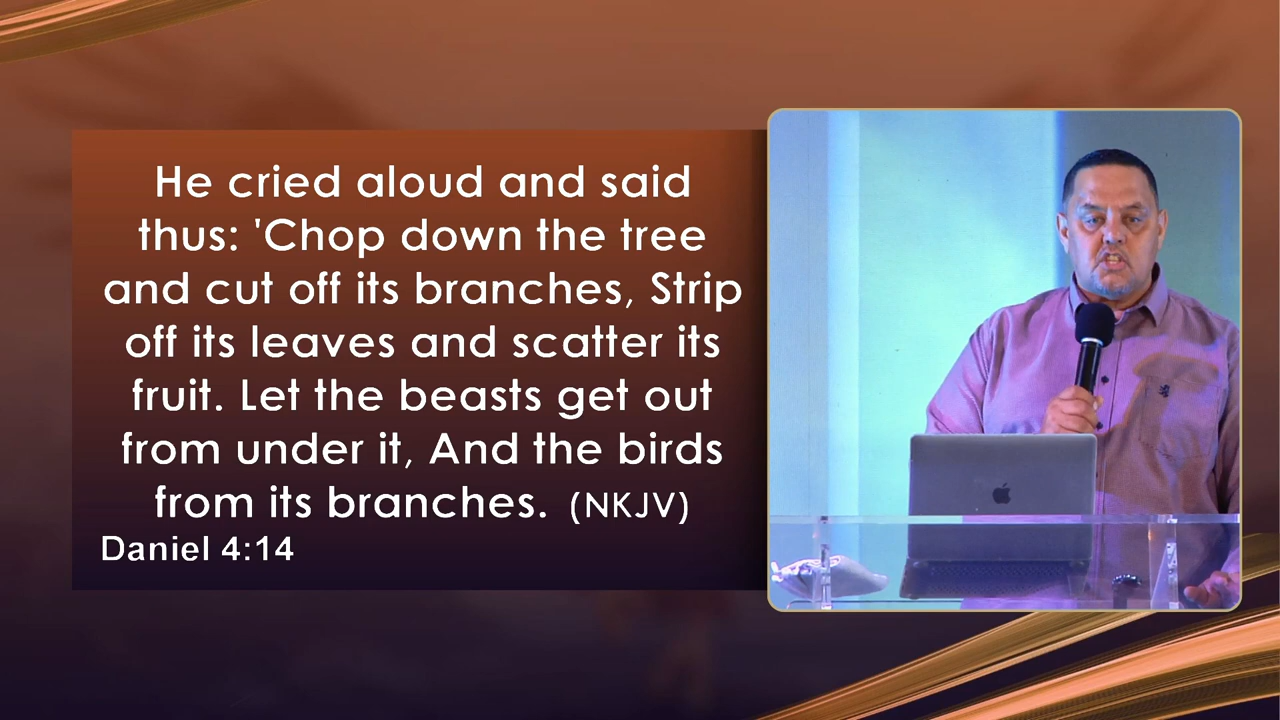 He cried aloud and said
thus: 'Chop down the tree
and cut off its branches, Strip
off its leaves and scatter its
fruit. Let the beasts get out
from under it, And the birds
from its branches. (NKJV)
Daniel 4:14